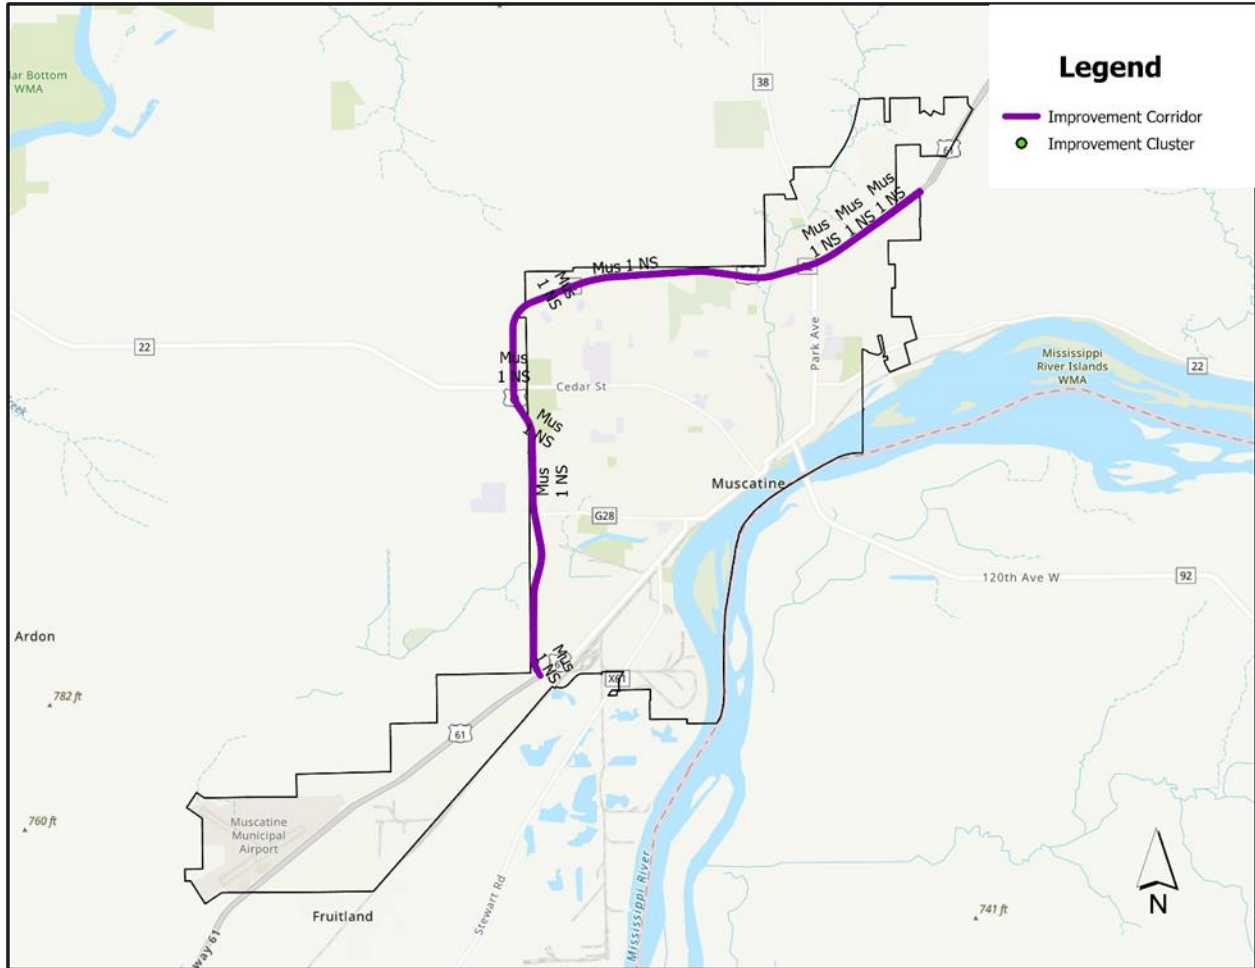 Legend
Improvement Corridor
Improvement Cluster
lar Bottom
WMA
38
61
Mus
1 NS
Mus
1 NS
Mus
1 NS
Mus 1 NS
Mus
1 NS
Park Ave
22
Mus
1 NS
Cedar St
Mississippi
River Islands
WMA
22
Mus
1 NS
Mus
1 NS
Muscatine
G28
120th Ave W
92
Ardon
782 ft
Mus
1 NS
X61
61
760 ft
Muscatine
Municipal
Airport
Fruitland
Stewart Rd
Mississippi River
741 ft
way 61
N